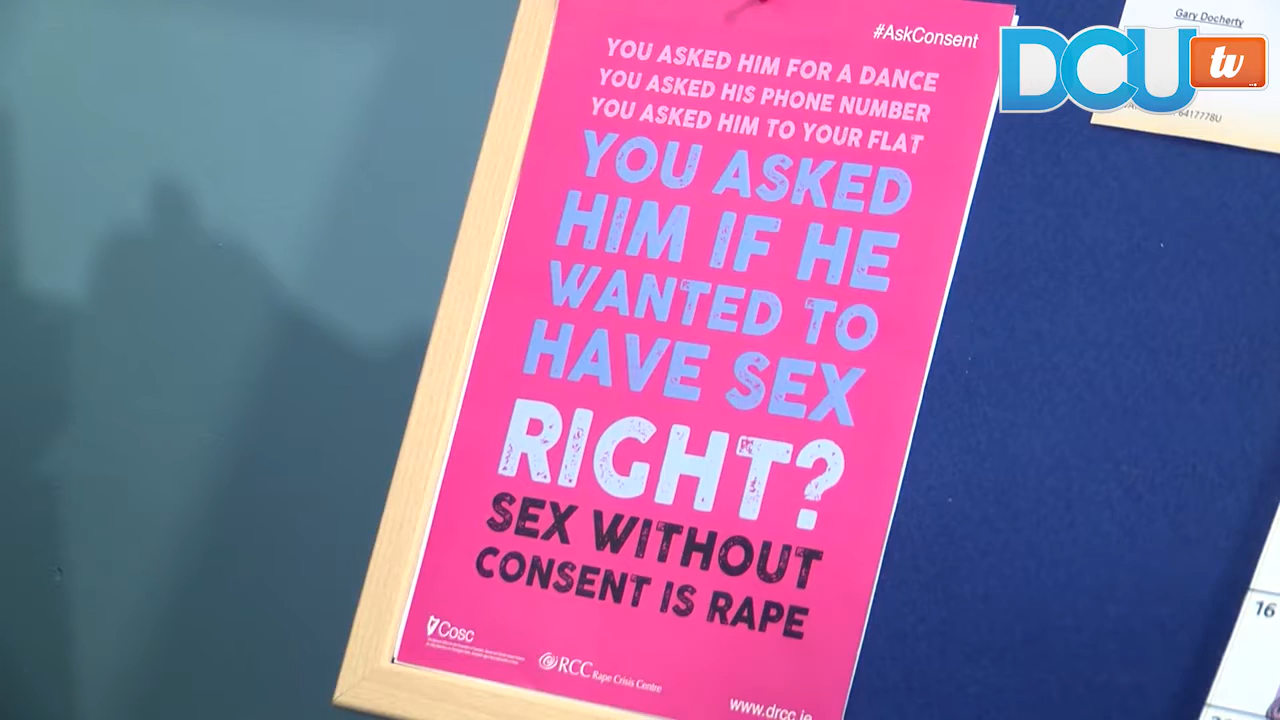 #AskConsent
YOU ASKED HIM FOR A DANCE
YOU ASKED HIS PHONE NUMBER
YOU ASKED HIM TO YOUR FLAT
YOU ASKED
HIM IF HE
WANTED TO
HAVE SEX
RIGHT?
SEX WITHOUT
CONSENT IS RAPE
Cosc
RCC Rape Crisis Centre
www.drcc.ie
Gary Docherty
DCU tv
6417778U
16